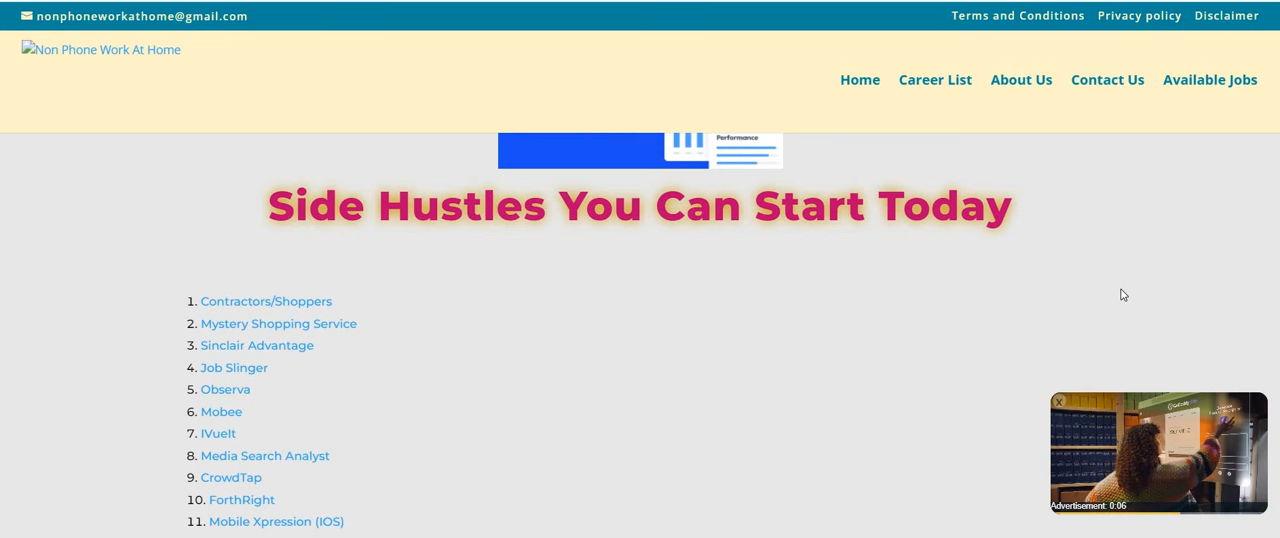 nonphoneworkathome@gmail.com
Terms and Conditions Privacy policy Disclaimer
Non Phone Work At Home
Home Career List About Us Contact Us Available Jobs
Performance
Side Hustles You Can Start Today
1. Contractors/Shoppers
2. Mystery Shopping Service
3. Sinclair Advantage
4. Job Slinger
5. Observa
6. Mobee
7. IVueIt
8. Media Search Analyst
9. CrowdTap
10. ForthRight
11. Mobile Xpression (IOS)
X
Advertisement: 0:06